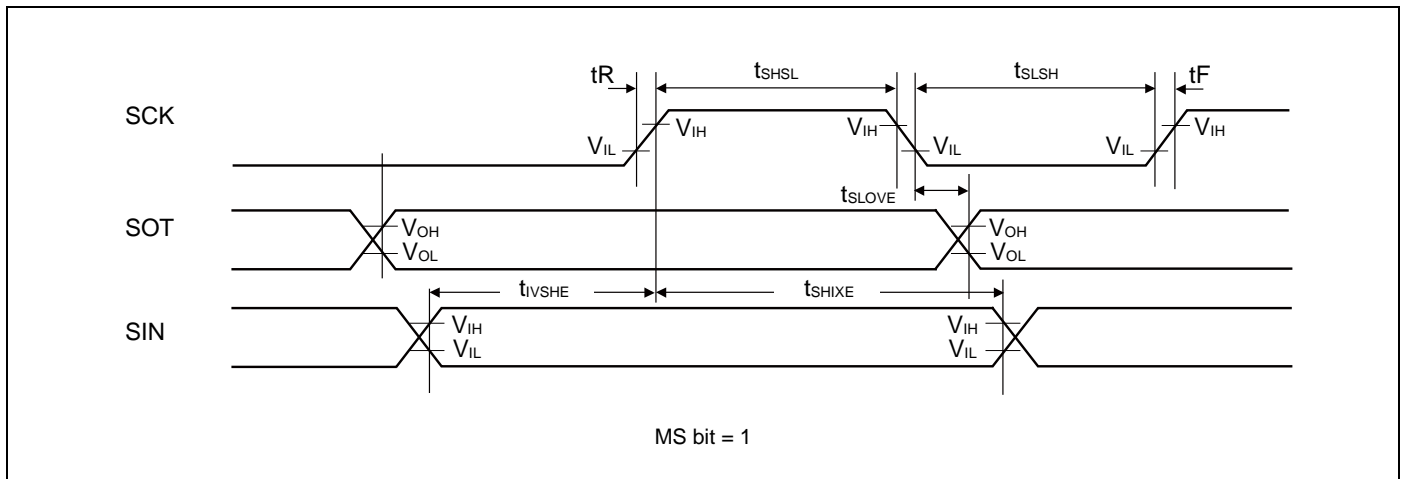 tR
tSHSL
tSLSH
tF
SCK
VIH
VIH
VIH
VIL
VIL
VIL
tSLOVE
SOT
VOH
VOH
VOL
VOL
tIVSHE
tSHIXE
SIN
VIH
VIH
VIL
VIL
MS bit = 1